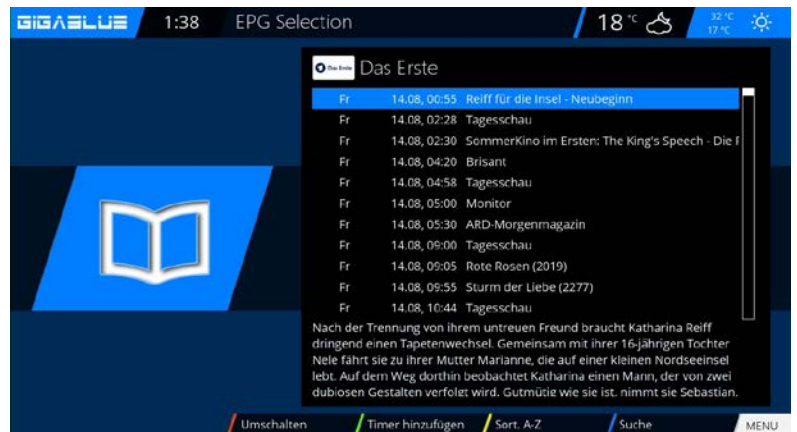 GIGABLUE 1:38 EPG Selection 18 °C 32 °C
17 °C
Das Erste Das Erste
Fr 14.08, 00:55 Reiff für die Insel - Neubeginn
Fr 14.08, 02:28 Tagesschau
Fr 14.08, 02:30 SommerKino im Ersten: The King's Speech - Die
Fr 14.08, 04:20 Brisant
Fr 14.08, 04:58 Tagesschau
Fr 14.08, 05:00 Monitor
Fr 14.08, 05:30 ARD-Morgenmagazin
Fr 14.08, 09:00 Tagesschau
Fr 14.08, 09:05 Rote Rosen (2019)
Fr 14.08, 09:55 Sturm der Liebe (2277)
Fr 14.08, 10:44 Tagesschau
Nach der Trennung von ihrem untreuen Freund braucht Katharina Reiff
dringend einen Tapetenwechsel. Gemeinsam mit ihrer 16-jährigen Tochter
Nele fährt sie zu ihrer Mutter Marianne, die auf einer kleinen Nordseeinsel
lebt. Auf dem Weg dorthin beobachtet Katharina einen Mann, der von zwei
dubiosen Gestalten verfolgt wird. Gutmütig wie sie ist, nimmt sie Sebastian,
Umschalten Timer hinzufügen Sort. A-Z Suche MENU